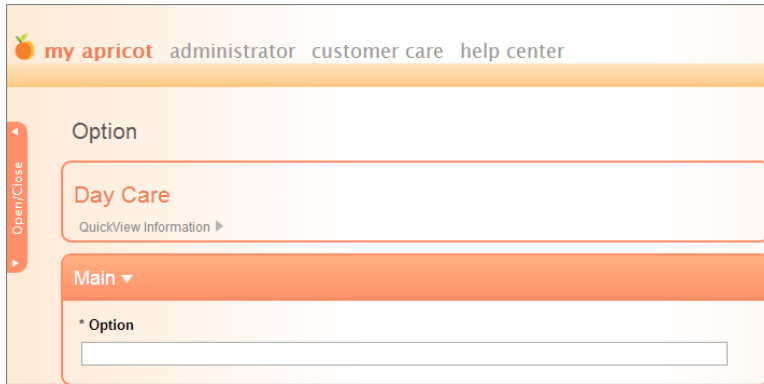 my apricot administrator customer care help center
Option
Open/Close
Day Care
QuickView Information
Main
* Option